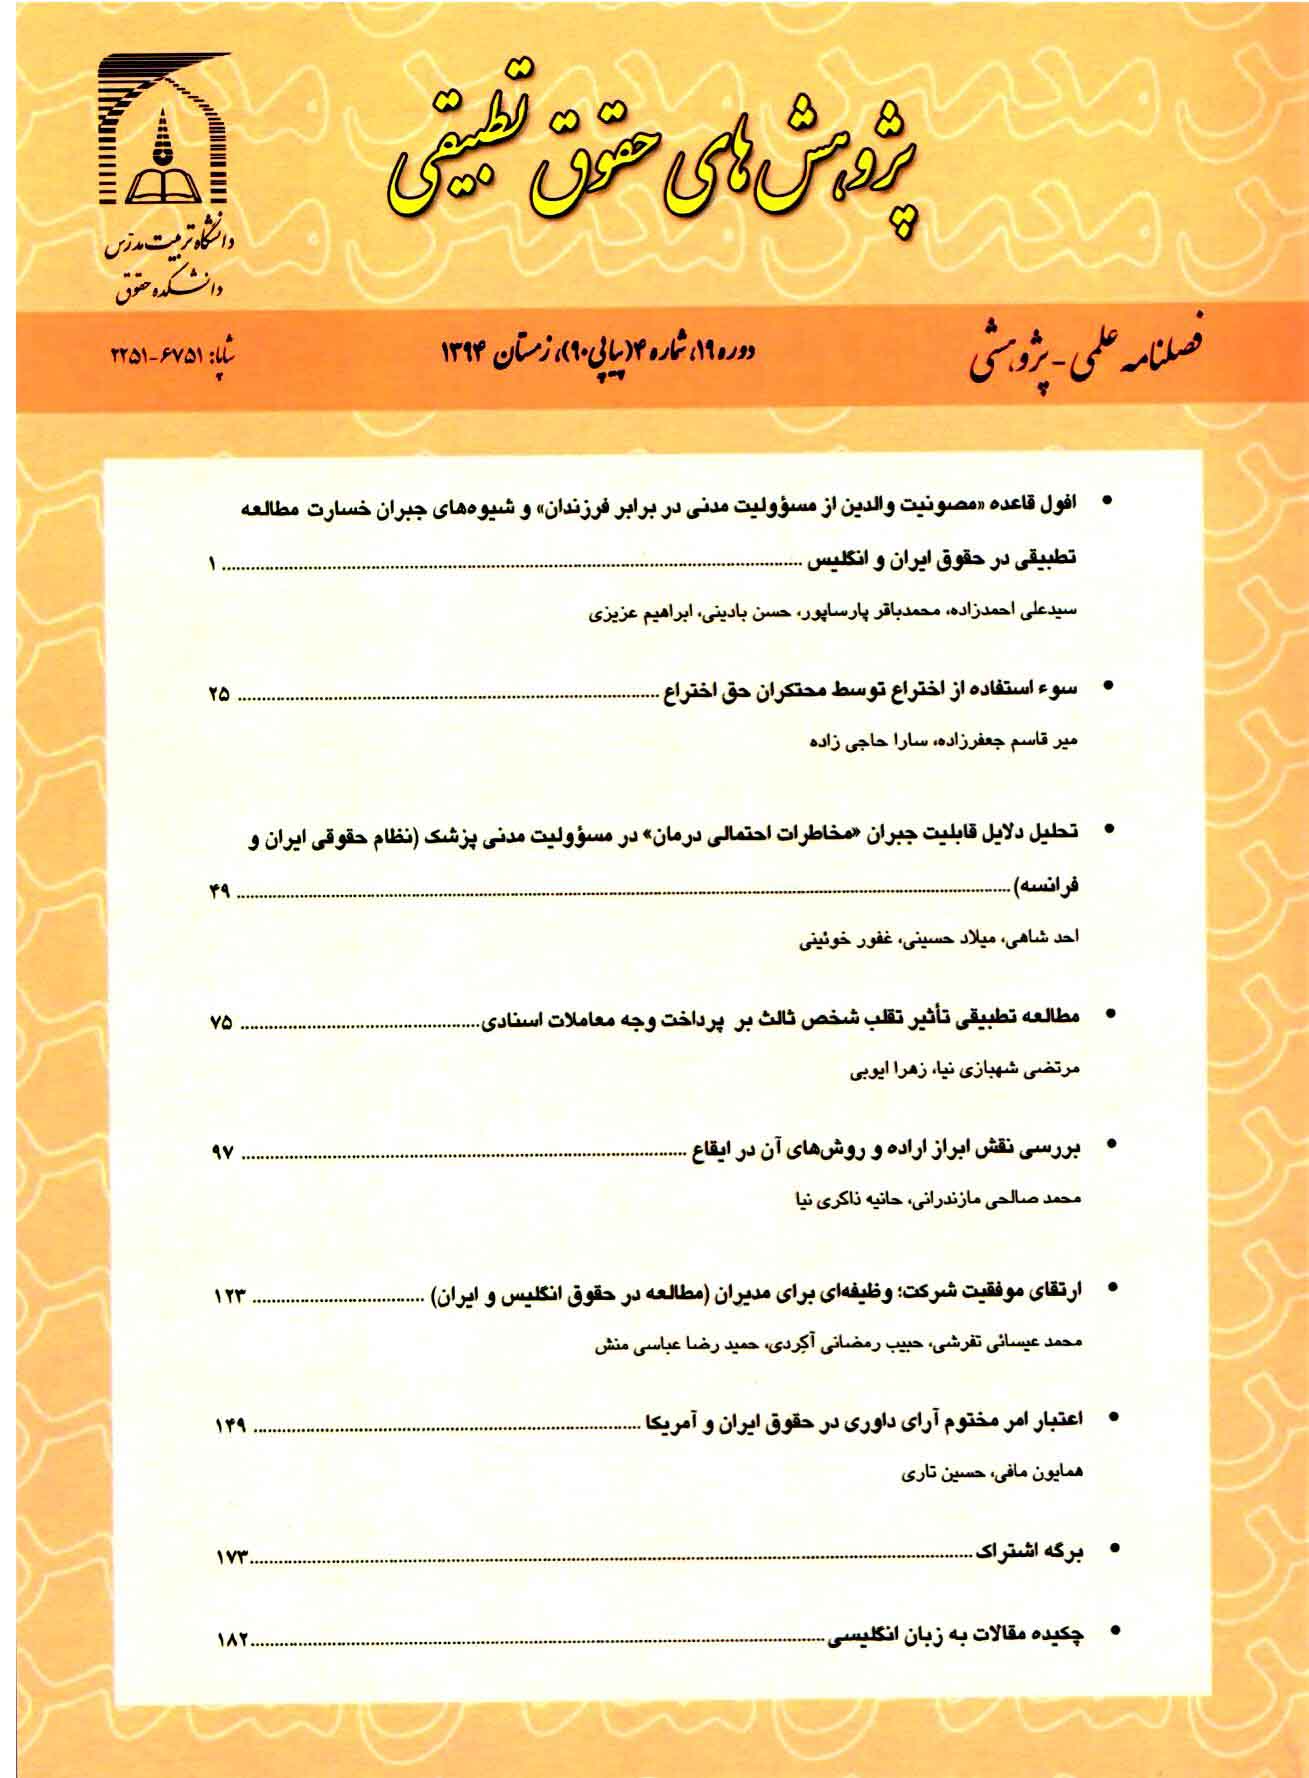 پژوهش های حقوق تطبیقی
دانشگاه تربیت مدرس
دانشکده حقوق
فصلنامه علمی - پژوهشی
دوره ۱۹، شماره ۴ (پیاپی ۹۰)، زمستان ۱۳۹۴
شاپا: ۶۷۵۱-۲۲۵۱
• افول قاعده «مصونیت والدین از مسؤولیت مدنی در برابر فرزندان» و شیوه‌های جبران خسارت مطالعه
تطبیقی در حقوق ایران و انگلیس ........ ۱
سیدعلی احمدزاده، محمدباقر پارساپور، حسن بادینی، ابراهیم عزیزی
• سوء استفاده از اختراع توسط محتکران حق اختراع ........ ۲۵
میر قاسم جعفرزاده، سارا حاجی زاده
• تحلیل دلایل قابلیت جبران «مخاطرات احتمالی درمان» در مسؤولیت مدنی پزشک (نظام حقوقی ایران و
فرانسه) ........ ۴۹
احد شاهی، میلاد حسینی، غفور خوئینی
• مطالعه تطبیقی تأثیر تقلب شخص ثالث بر پرداخت وجه معاملات اسنادی ........ ۷۵
مرتضی شهبازی نیا، زهرا ایوبی
• بررسی نقش ابراز اراده و روش‌های آن در ایقاع ........ ۹۷
محمد صالحی مازندرانی، حانیه ذاکری نیا
• ارتقای موفقیت شرکت؛ وظیفه‌ای برای مدیران (مطالعه در حقوق انگلیس و ایران) ........ ۱۲۳
محمد عیسائی تفرشی، حبیب رمضانی آکردی، حمید رضا عباسی منش
• اعتبار امر مختوم آرای داوری در حقوق ایران و آمریکا ........ ۱۴۹
همایون مافی، حسین تاری
• برگه اشتراک ........ ۱۷۳
• چکیده مقالات به زبان انگلیسی ........ ۱۸۲